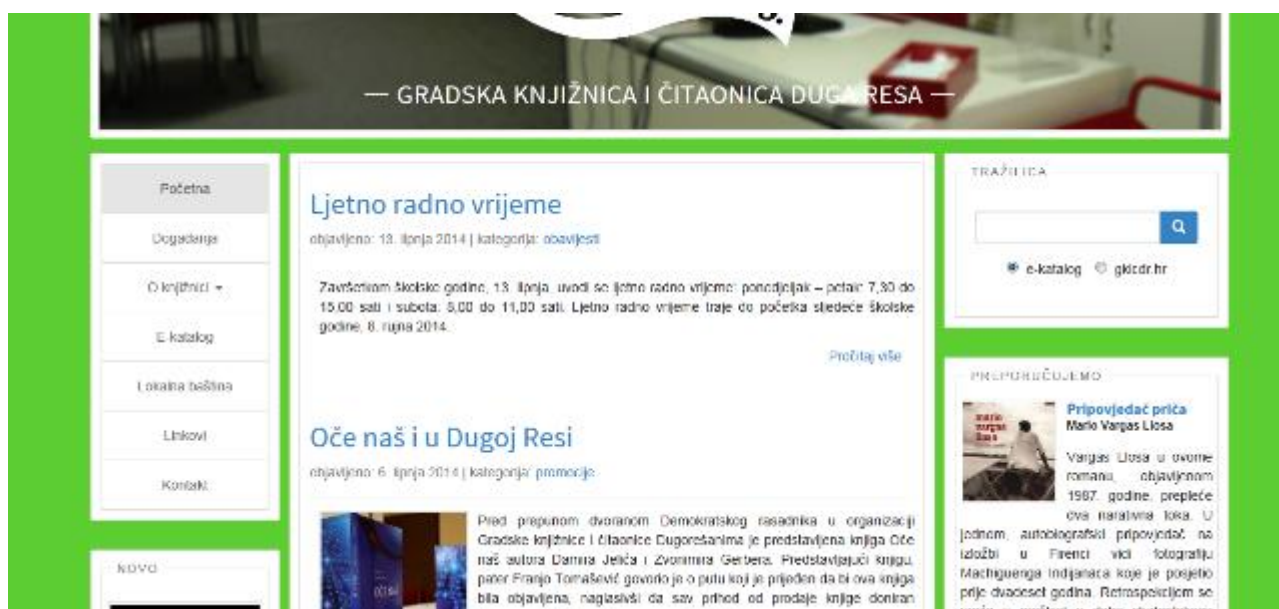 — GRADSKA KNJIŽNICA I ČITAONICA DUGA RESA —
Početna
Događanja
O knjižnici
E-katalog
Lokalna baština
Linkovi
Kontakt
NOVO
Ljetno radno vrijeme
objavljeno: 13. lipnja 2014 | kategorija: obavijesti
Završetkom školske godine, 13. lipnja, uvodi se ljetno radno vrijeme: ponedjeljak – petak: 7,30 do
15,00 sati i subota: 8,00 do 11,00 sati. Ljetno radno vrijeme traje do početka sljedeće školske
godine, 8. rujna 2014.
Pročitaj više
Oče naš i u Dugoj Resi
objavljeno: 6. lipnja 2014 | kategorija: promocije
Pred prepunom dvoranom Demokratskog rasadnika u organizaciji
Gradske knjižnice i čitaonice Dugorešanima je predstavljena knjiga Oče
naš autora Damira Jelića i Zvonimira Gerbera. Predstavljajući knjigu,
pater Franjo Tomašević govorio je o putu koji je prijeđen da bi ova knjiga
bila objavljena, naglasivši da sav prihod od prodaje knjige doniran
TRAŽILICA
e-katalog gkicdr.hr
PREPORUČUJEMO
mario
vargas
llosa
Pripovjedač priča
Mario Vargas Llosa
Vargas Llosa u ovome
romanu, objavljenom
1987. godine, prepleće
dva narativna toka. U
jednom, autobiografski pripovjedač na
izložbi u Firenci vidi fotografiju
Machiguenga Indijanaca koje je posjetio
prije dvadeset godina. Retrospekcijom se